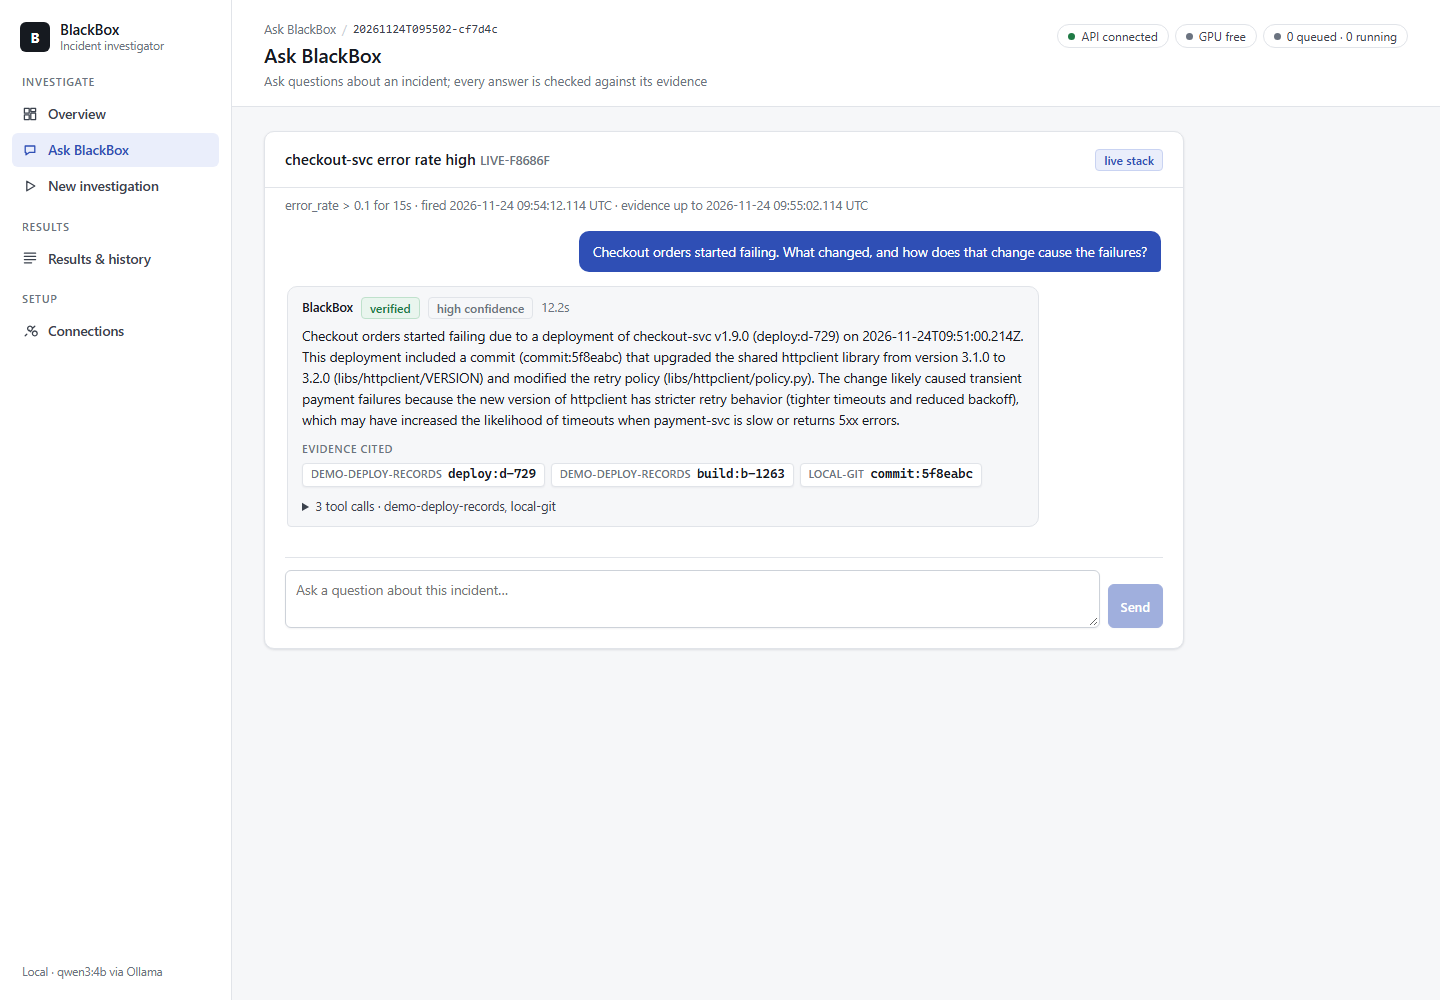 B
BlackBox
Incident investigator
INVESTIGATE
Overview
Ask BlackBox
New investigation
RESULTS
Results & history
SETUP
Connections
Local · qwen3:4b via Ollama
Ask BlackBox / 20261124T095502-cf7d4c
Ask BlackBox
Ask questions about an incident; every answer is checked against its evidence
API connected
GPU free
0 queued · 0 running
checkout-svc error rate high LIVE-F8686F
live stack
error_rate > 0.1 for 15s · fired 2026-11-24 09:54:12.114 UTC · evidence up to 2026-11-24 09:55:02.114 UTC
Checkout orders started failing. What changed, and how does that change cause the failures?
BlackBox verified high confidence 12.2s
Checkout orders started failing due to a deployment of checkout-svc v1.9.0 (deploy:d-729) on 2026-11-24T09:51:00.214Z.
This deployment included a commit (commit:5f8eabc) that upgraded the shared httpclient library from version 3.1.0 to
3.2.0 (libs/httpclient/VERSION) and modified the retry policy (libs/httpclient/policy.py). The change likely caused transient
payment failures because the new version of httpclient has stricter retry behavior (tighter timeouts and reduced backoff),
which may have increased the likelihood of timeouts when payment-svc is slow or returns 5xx errors.
EVIDENCE CITED
DEMO-DEPLOY-RECORDS deploy:d-729
DEMO-DEPLOY-RECORDS build:b-1263
LOCAL-GIT commit:5f8eabc
3 tool calls · demo-deploy-records, local-git
Ask a question about this incident...
Send